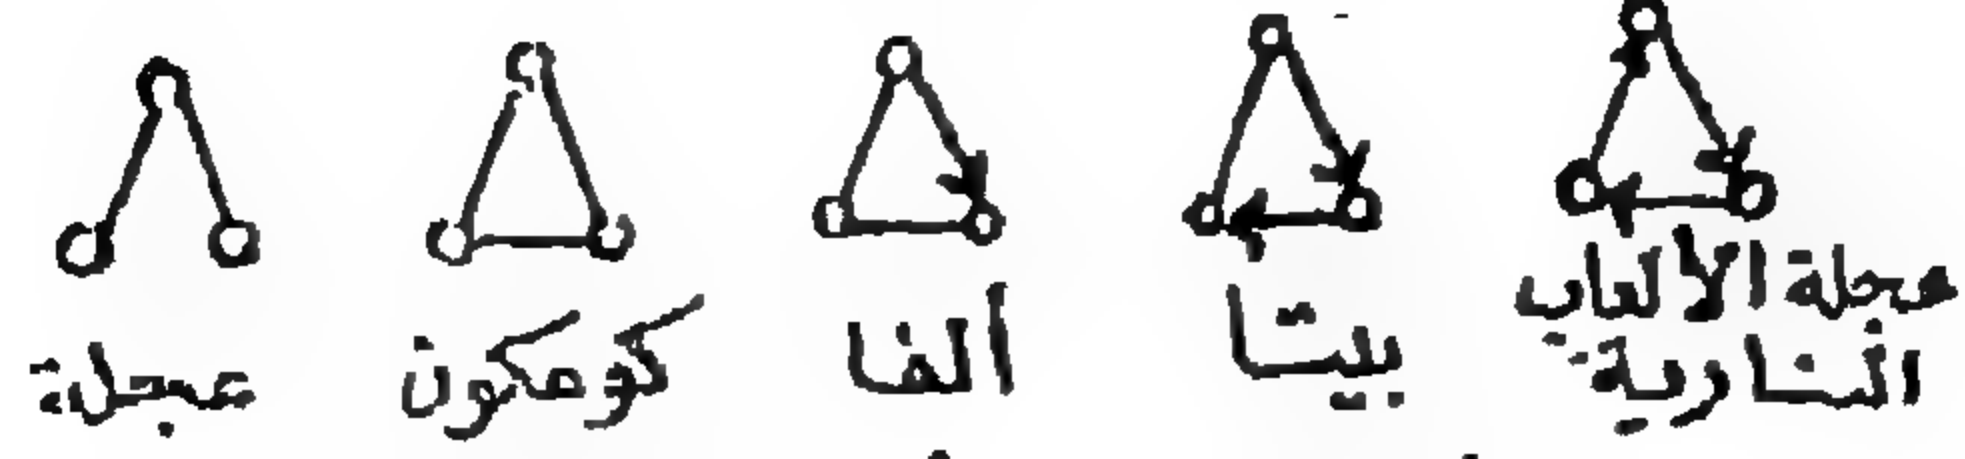 عجلة الألعاب
النارية
بيتا
ألفا
كومكون
عجلة